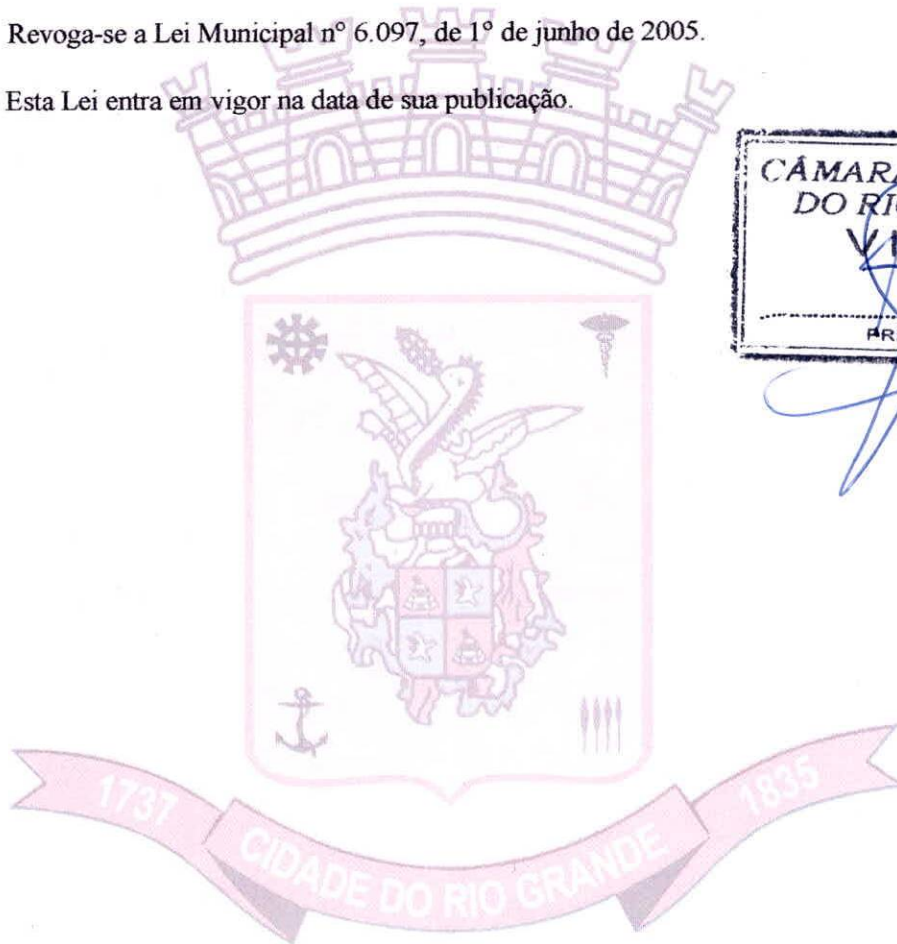 Revoga-se a Lei Municipal nº 6.097, de 1º de junho de 2005.
Esta Lei entra em vigor na data de sua publicação.
CÂMARA
DO RIO
1737
CIDADE DO RIO GRANDE
1835